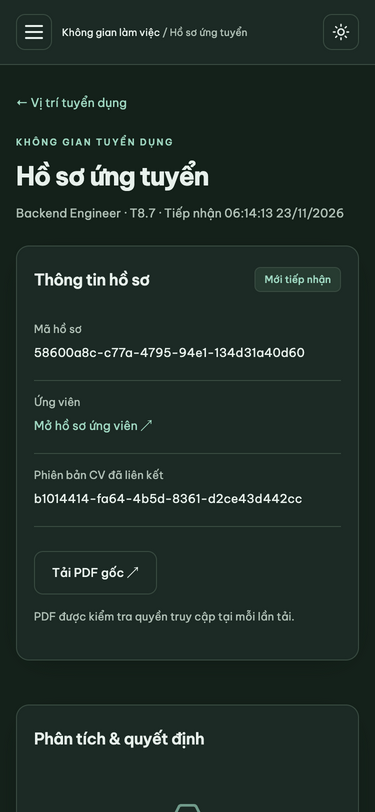 Không gian làm việc / Hồ sơ ứng tuyển
← Vị trí tuyển dụng
KHÔNG GIAN TUYỂN DỤNG
Hồ sơ ứng tuyển
Backend Engineer · T8.7 · Tiếp nhận 06:14:13 23/11/2026
Thông tin hồ sơ
Mới tiếp nhận
Mã hồ sơ
58600a8c-c77a-4795-94e1-134d31a40d60
Ứng viên
Mở hồ sơ ứng viên ↗
Phiên bản CV đã liên kết
b1014414-fa64-4b5d-8361-d2ce43d442cc
Tải PDF gốc ↗
PDF được kiểm tra quyền truy cập tại mỗi lần tải.
Phân tích & quyết định